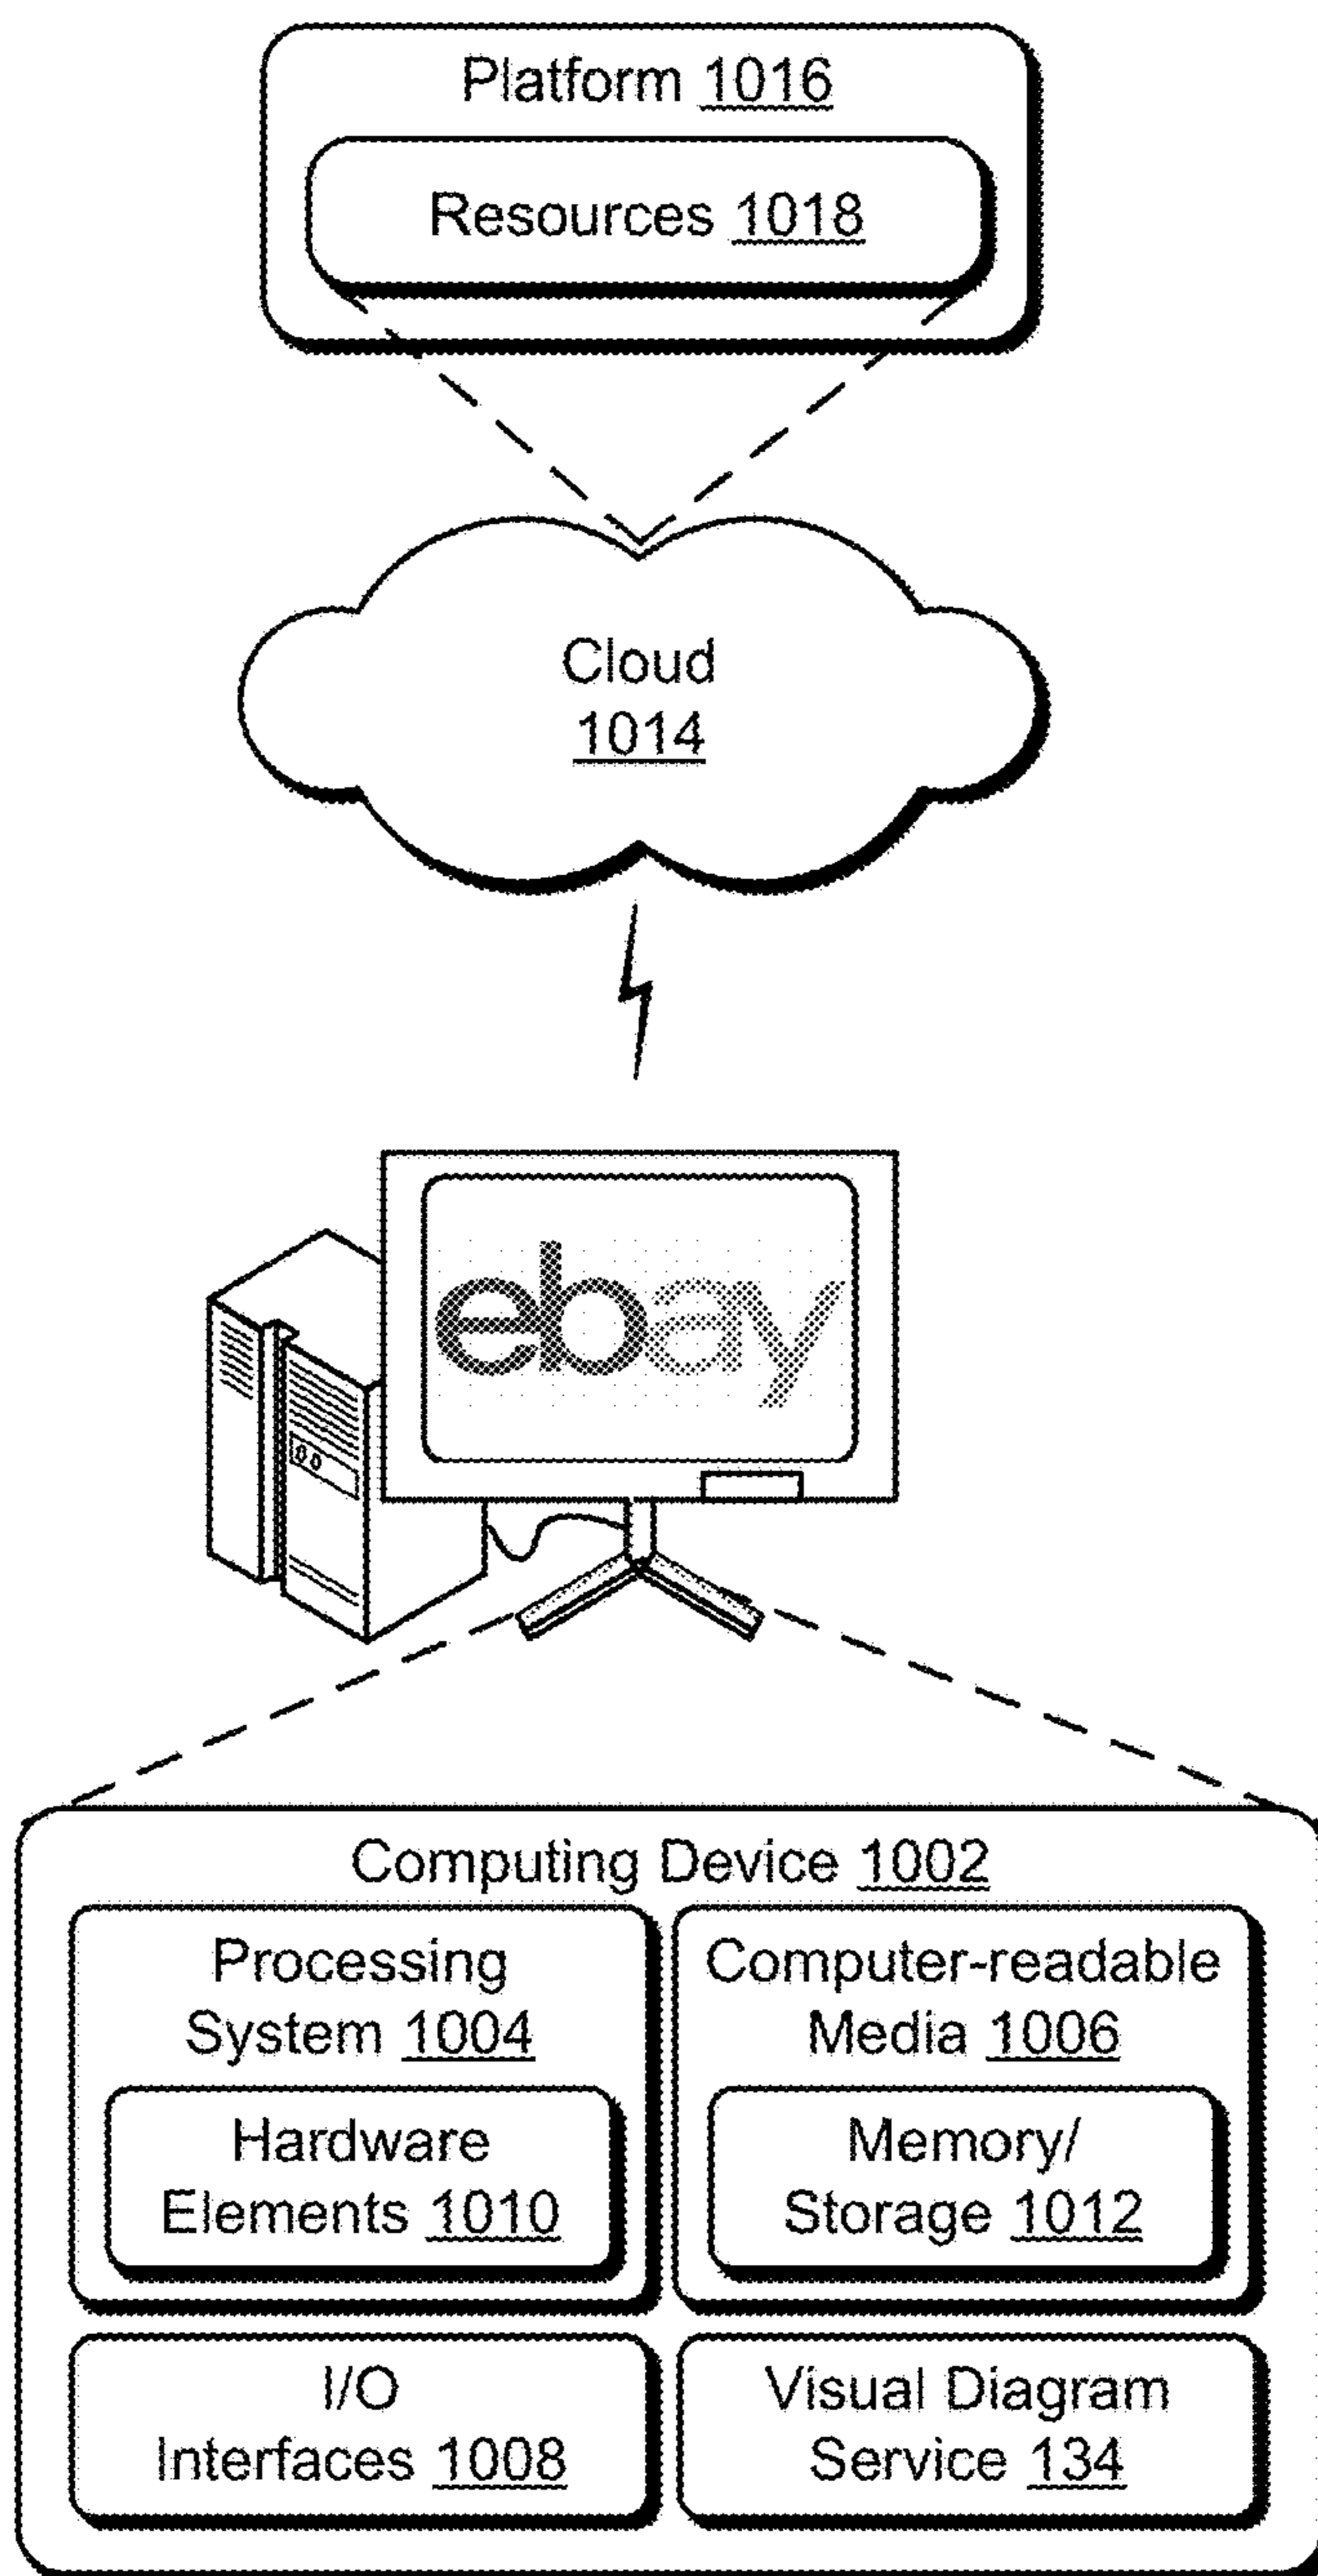 Platform 1016
Resources 1018
Cloud
1014
ebay
Computing Device 1002
Processing
System 1004
Hardware
Elements 1010
Computer-readable
Media 1006
Memory/
Storage 1012
I/O
Interfaces 1008
Visual Diagram
Service 134